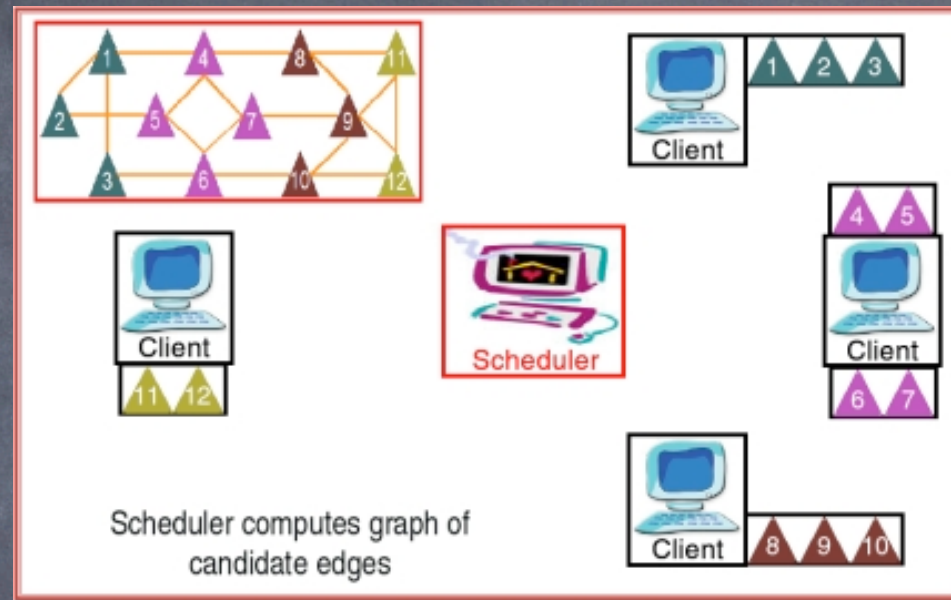 1 4 8 11
2 5 7 9
3 6 10 12
Client
1 2 3
4 5
Client
6 7
Client
11 12
Scheduler
Client
8 9 10
Scheduler computes graph of
candidate edges